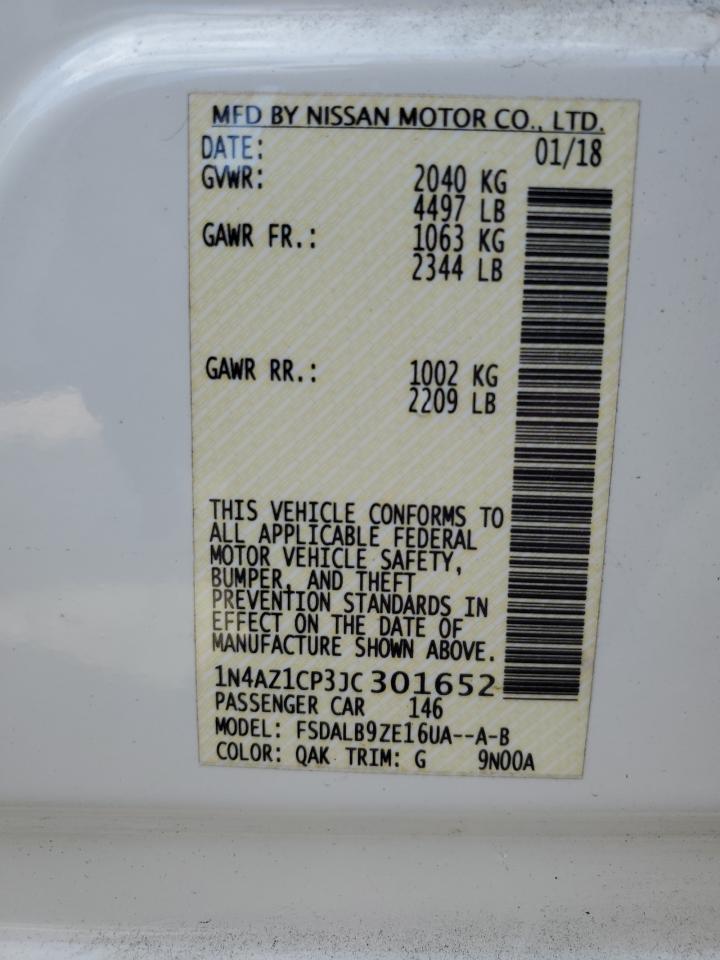 MFD BY NISSAN MOTOR CO., LTD.
DATE: 01/18
GVWR: 2040 KG
4497 LB
GAWR FR.: 1063 KG
2344 LB
GAWR RR.: 1002 KG
2209 LB
THIS VEHICLE CONFORMS TO
ALL APPLICABLE FEDERAL
MOTOR VEHICLE SAFETY,
BUMPER, AND THEFT
PREVENTION STANDARDS IN
EFFECT ON THE DATE OF
MANUFACTURE SHOWN ABOVE.
1N4AZ1CP3JC301652
PASSENGER CAR 146
MODEL: FSDALB9ZE16UA--A-B
COLOR: QAK TRIM: G 9N00A